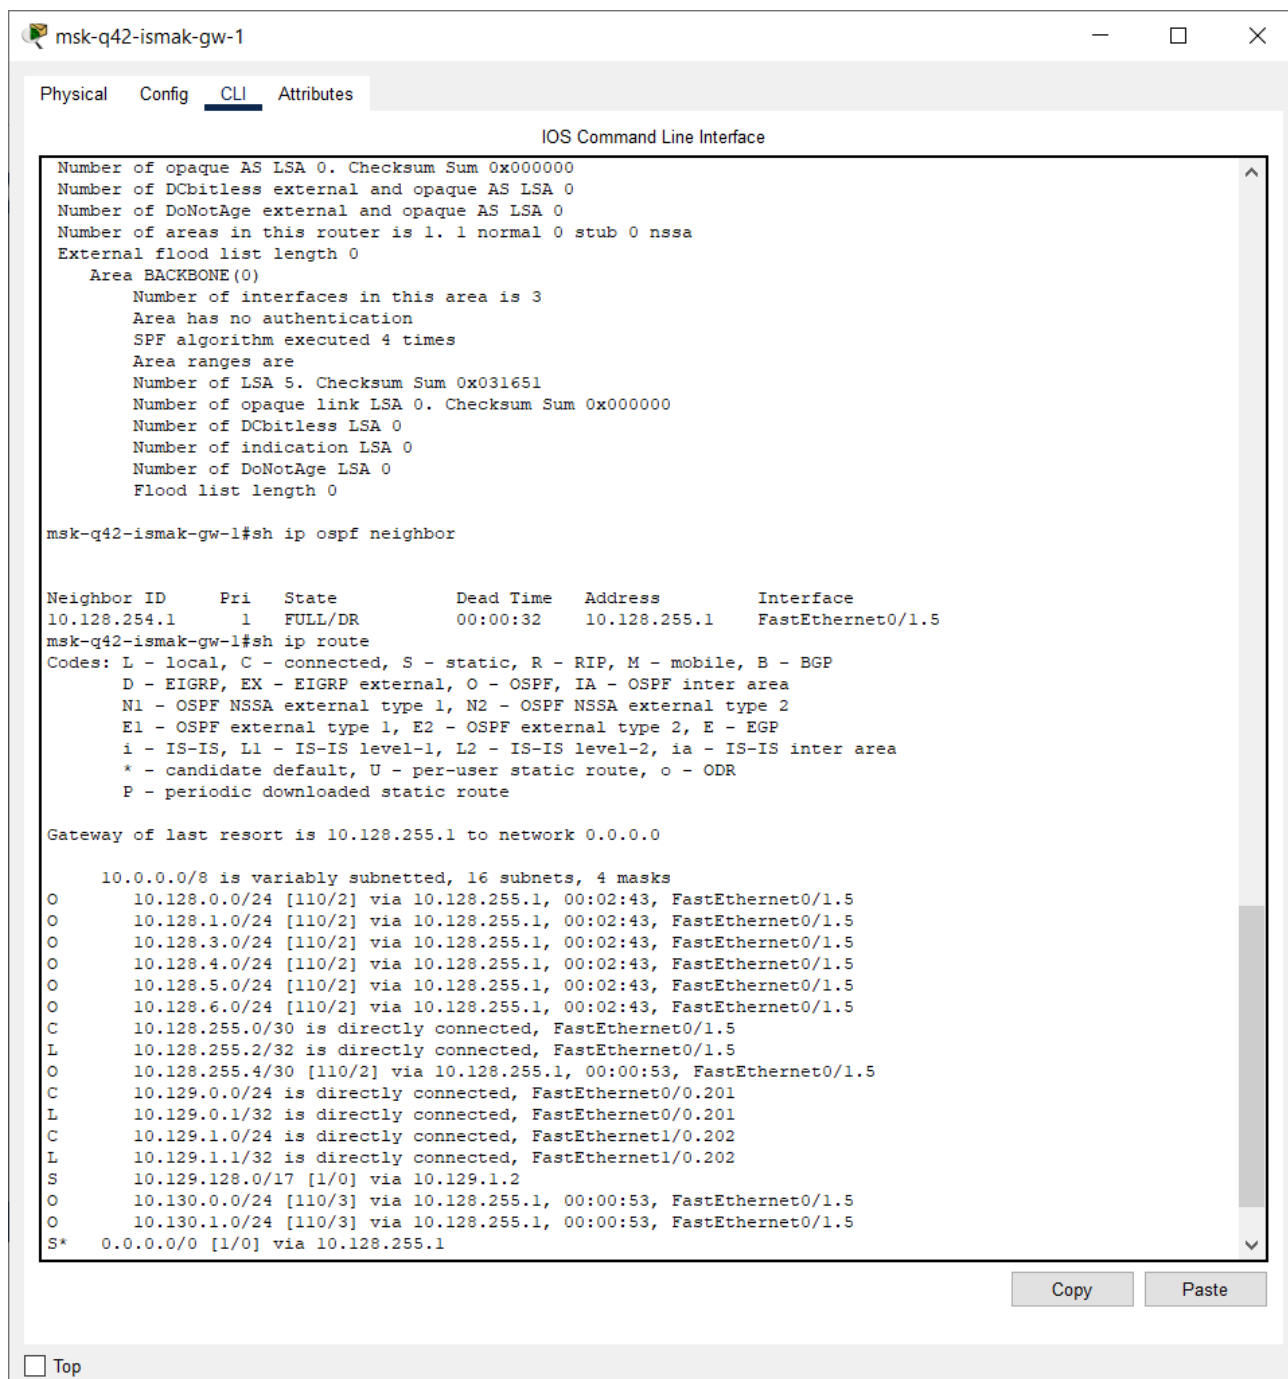 msk-q42-ismak-gw-1
Physical Config CLI Attributes
IOS Command Line Interface
Number of opaque AS LSA 0. Checksum Sum 0x000000
Number of DCbitless external and opaque AS LSA 0
Number of DoNotAge external and opaque AS LSA 0
Number of areas in this router is 1. 1 normal 0 stub 0 nssa
External flood list length 0
Area BACKBONE(0)
Number of interfaces in this area is 3
Area has no authentication
SPF algorithm executed 4 times
Area ranges are
Number of LSA 5. Checksum Sum 0x031651
Number of opaque link LSA 0. Checksum Sum 0x000000
Number of DCbitless LSA 0
Number of indication LSA 0
Number of DoNotAge LSA 0
Flood list length 0
msk-q42-ismak-gw-1#sh ip ospf neighbor
Neighbor ID Pri State Dead Time Address Interface
10.128.254.1 1 FULL/DR 00:00:32 10.128.255.1 FastEthernet0/1.5
msk-q42-ismak-gw-1#sh ip route
Codes: L - local, C - connected, S - static, R - RIP, M - mobile, B - BGP
D - EIGRP, EX - EIGRP external, O - OSPF, IA - OSPF inter area
N1 - OSPF NSSA external type 1, N2 - OSPF NSSA external type 2
E1 - OSPF external type 1, E2 - OSPF external type 2, E - EGP
i - IS-IS, L1 - IS-IS level-1, L2 - IS-IS level-2, ia - IS-IS inter area
* - candidate default, U - per-user static route, o - ODR
P - periodic downloaded static route
Gateway of last resort is 10.128.255.1 to network 0.0.0.0
10.0.0.0/8 is variably subnetted, 16 subnets, 4 masks
O 10.128.0.0/24 [110/2] via 10.128.255.1, 00:02:43, FastEthernet0/1.5
O 10.128.1.0/24 [110/2] via 10.128.255.1, 00:02:43, FastEthernet0/1.5
O 10.128.3.0/24 [110/2] via 10.128.255.1, 00:02:43, FastEthernet0/1.5
O 10.128.4.0/24 [110/2] via 10.128.255.1, 00:02:43, FastEthernet0/1.5
O 10.128.5.0/24 [110/2] via 10.128.255.1, 00:02:43, FastEthernet0/1.5
O 10.128.6.0/24 [110/2] via 10.128.255.1, 00:02:43, FastEthernet0/1.5
C 10.128.255.0/30 is directly connected, FastEthernet0/1.5
L 10.128.255.2/32 is directly connected, FastEthernet0/1.5
O 10.128.255.4/30 [110/2] via 10.128.255.1, 00:00:53, FastEthernet0/1.5
C 10.129.0.0/24 is directly connected, FastEthernet0/0.201
L 10.129.0.1/32 is directly connected, FastEthernet0/0.201
C 10.129.1.0/24 is directly connected, FastEthernet1/0.202
L 10.129.1.1/32 is directly connected, FastEthernet1/0.202
S 10.129.128.0/17 [1/0] via 10.129.1.2
O 10.130.0.0/24 [110/3] via 10.128.255.1, 00:00:53, FastEthernet0/1.5
O 10.130.1.0/24 [110/3] via 10.128.255.1, 00:00:53, FastEthernet0/1.5
S* 0.0.0.0/0 [1/0] via 10.128.255.1
Copy Paste
Top